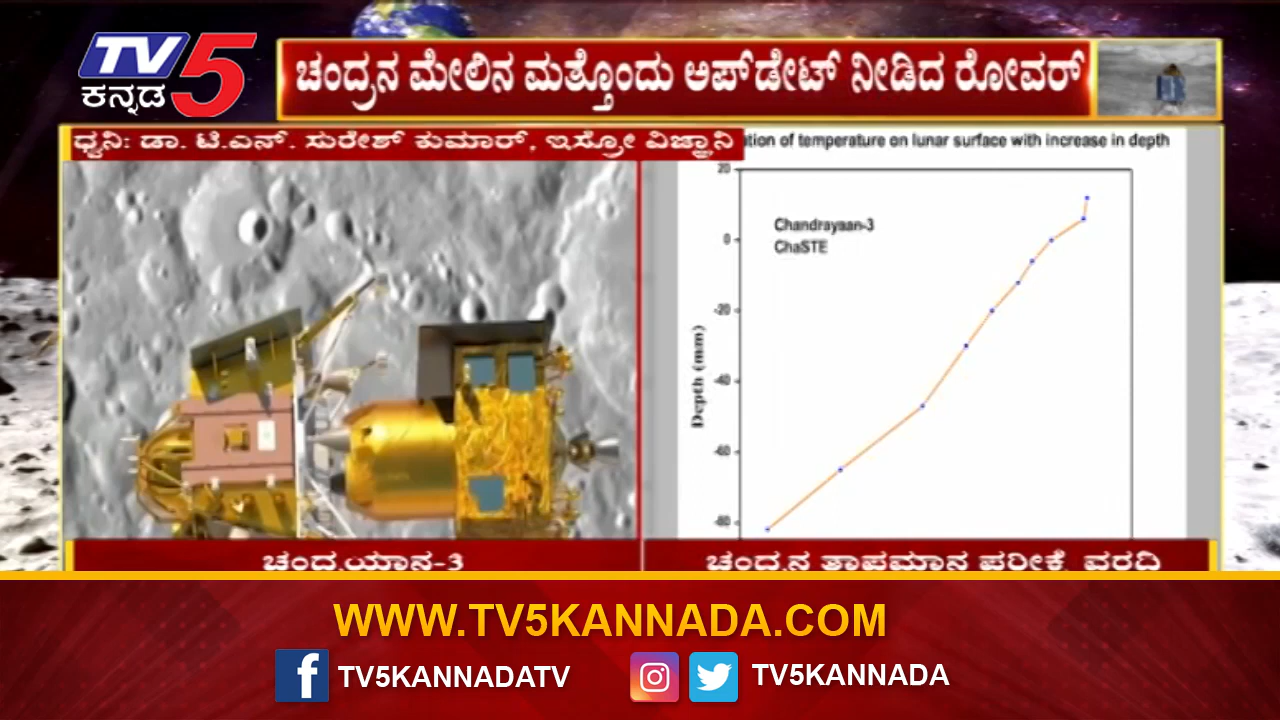 TV5
ಕನ್ನಡ
ಚಂದ್ರನ ಮೇಲಿನ ಮತ್ತೊಂದು ಅಪ್‌ಡೇಟ್ ನೀಡಿದ ರೋವರ್
ಧ್ವನಿ: ಡಾ. ಟಿ.ಎನ್. ಸುರೇಶ್ ಕುಮಾರ್, ಇಸ್ರೋ ವಿಜ್ಞಾನಿ
tion of temperature on lunar surface with increase in depth
20
Chandrayaan-3
ChaSTE
0
-20
-40
-60
-80
Depth (mm)
ಚಂದ್ರಯಾನ-3
ಚಂದ್ರನ ತಾಪಮಾನ ಪರೀಕ್ಷೆ ವರದಿ
WWW.TV5KANNADA.COM
f TV5KANNADATV
TV5KANNADA